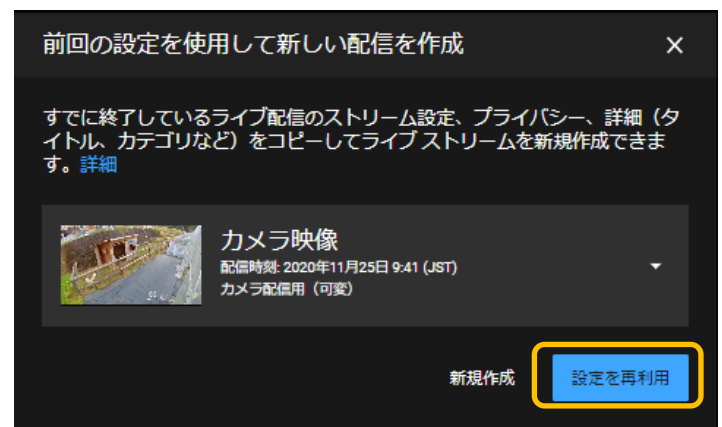 前回の設定を使用して新しい配信を作成
すでに終了しているライブ配信のストリーム設定、プライバシー、詳細（タ
イトル、カテゴリなど）をコピーしてライブ ストリームを新規作成できま
す。詳細
カメラ映像
配信時刻: 2020年11月25日 9:41 (JST)
カメラ配信用（可変）
新規作成 設定を再利用